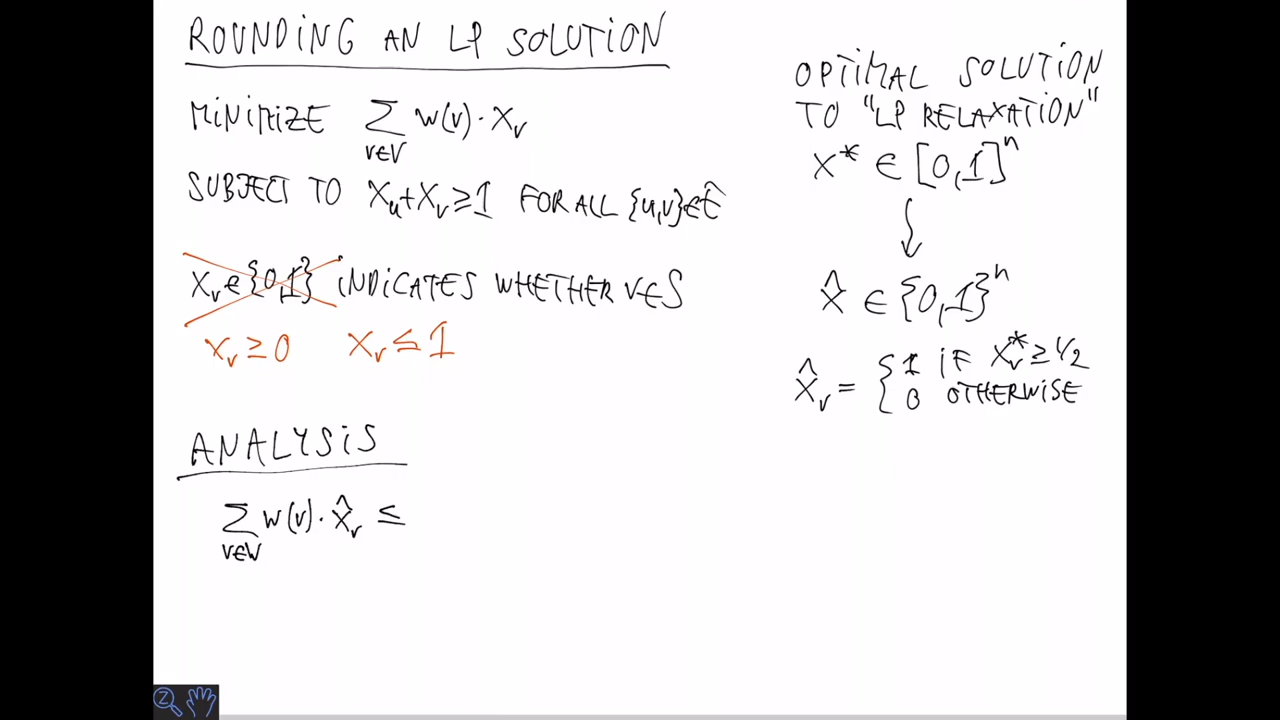 ROUNDING AN LP SOLUTION
MINIMIZE ∑_{v∈V} w(v)·x_v
SUBJECT TO x_u+x_v≥1 FOR ALL {u,v}∈E
x_v∈{0,1} INDICATES WHETHER v∈S
x_v≥0 x_v≤1
ANALYSIS
∑_{v∈V} w(v)·x̂_v ≤
OPTIMAL SOLUTION
TO "LP RELAXATION"
x* ∈ [0,1]^n
x̂ ∈ {0,1}^n
x̂_v = { 1 IF x_v* ≥ 1/2
0 OTHERWISE
Z